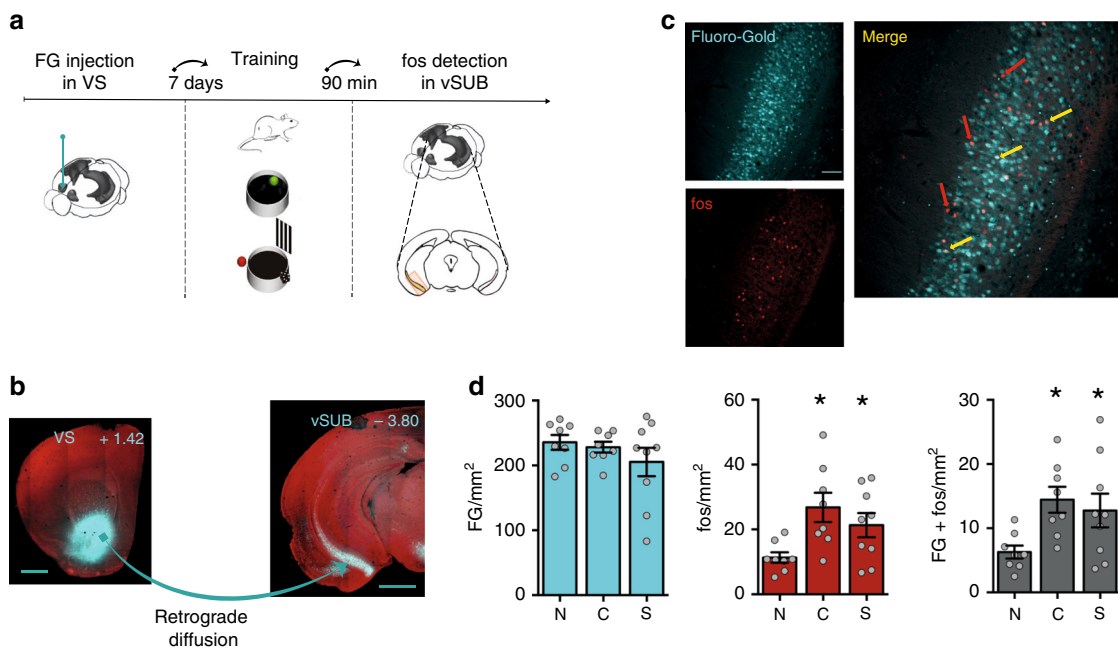 a
FG injection
in VS
7 days
Training
90 min
fos detection
in vSUB
b
VS + 1.42
vSUB – 3.80
Retrograde
diffusion
c
Fluoro-Gold
fos
Merge
d
FG/mm²
300
200
100
0
N C S
fos/mm²
60
40
20
0
* *
N C S
FG + fos/mm²
30
20
10
0
* *
N C S